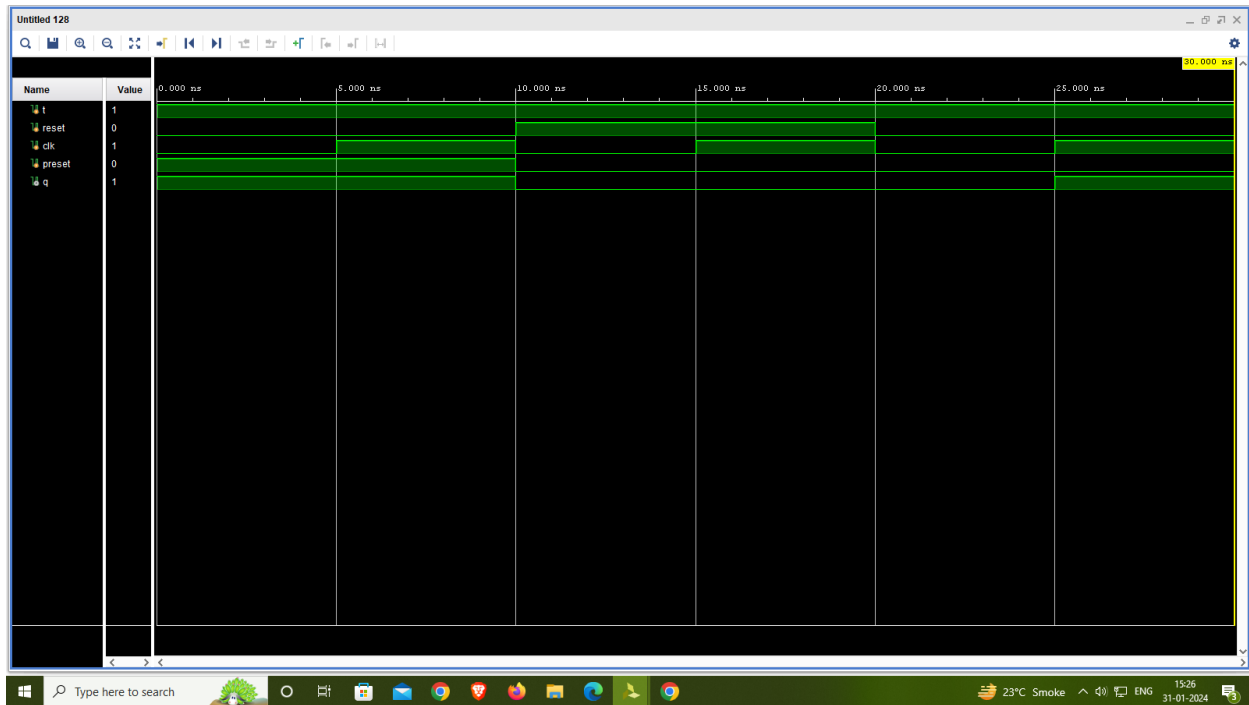 Untitled 128
30.000 ns
Name Value 0.000 ns 5.000 ns 10.000 ns 15.000 ns 20.000 ns 25.000 ns
t 1
reset 0
clk 1
preset 0
q 1
Type here to search 23°C Smoke ENG 15:26 31-01-2024 3